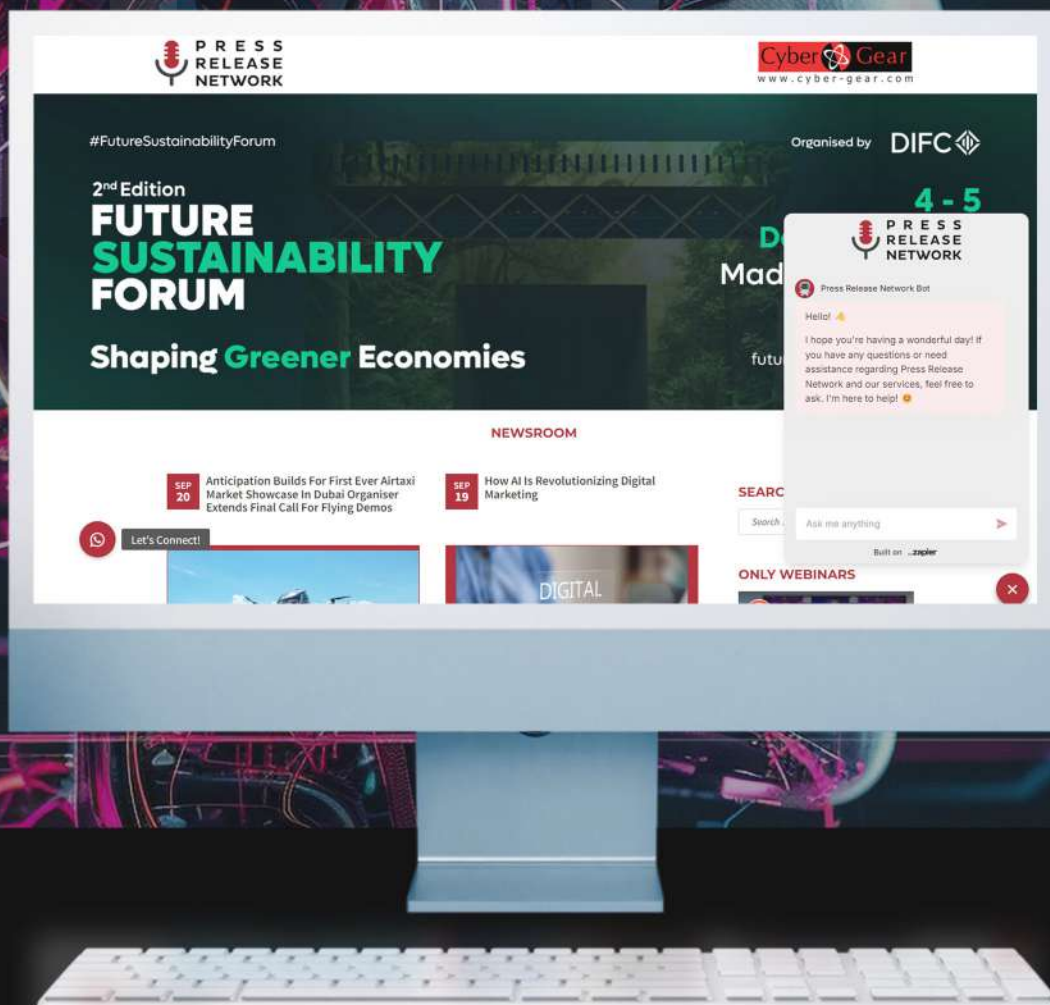 PRESS
RELEASE
NETWORK
Cyber Gear
www.cyber-gear.com
#FutureSustainabilityForum
Organised by DIFC
2nd Edition
FUTURE
SUSTAINABILITY
FORUM
Shaping Greener Economies
4 - 5
D
Mad
futu
PRESS
RELEASE
NETWORK
Press Release Network Bot
Hello! 👋
I hope you're having a wonderful day! If
you have any questions or need
assistance regarding Press Release
Network and our services, feel free to
ask. I'm here to help! 😊
Ask me anything
Built on _zapier
NEWSROOM
SEP
20
Anticipation Builds For First Ever Airtaxi
Market Showcase In Dubai Organiser
Extends Final Call For Flying Demos
SEP
19
How AI Is Revolutionizing Digital
Marketing
SEARC
Search
Let's Connect!
DIGITAL
ONLY WEBINARS